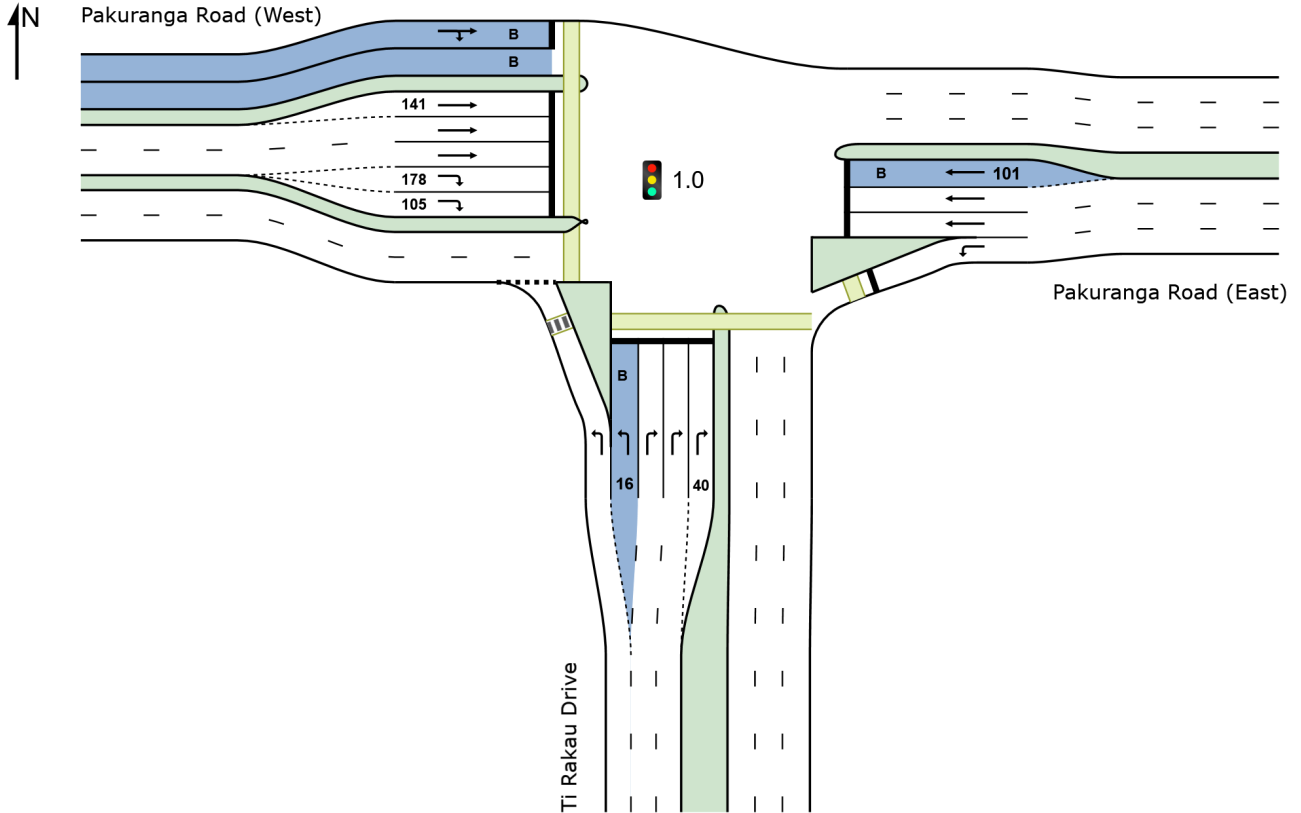 N
Pakuranga Road (West)
B
B
141
178
105
1.0
B
101
Pakuranga Road (East)
B
16
40
Ti Rakau Drive